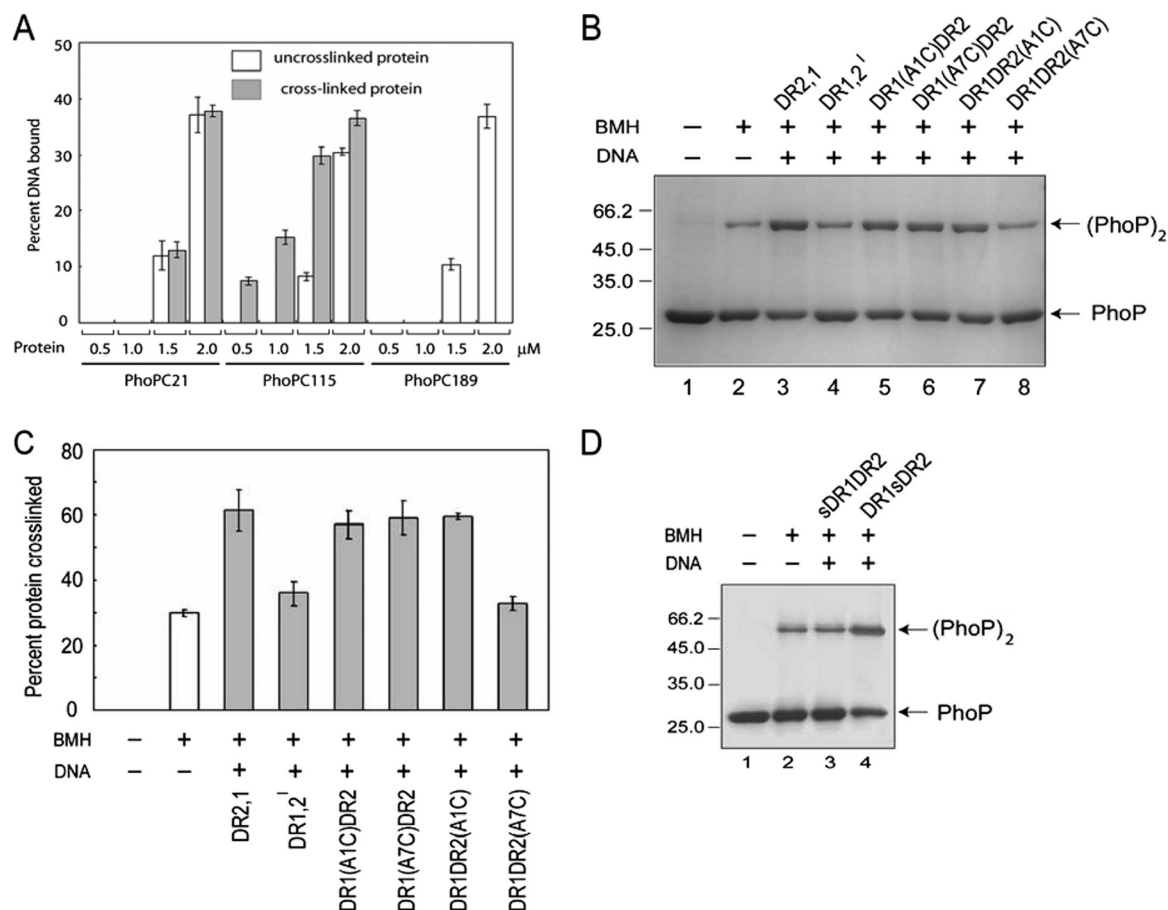 A
50
40
30
20
10
0
Percent DNA bound
uncrosslinked protein
cross-linked protein
Protein 0.5 1.0 1.5 2.0 0.5 1.0 1.5 2.0 0.5 1.0 1.5 2.0 μM
PhoPC21 PhoPC115 PhoPC189
B
DR2,1 DR1,2ᴵ DR1(A1C)DR2 DR1(A7C)DR2 DR1DR2(A1C) DR1DR2(A7C)
BMH – + + + + + + +
DNA – – + + + + + +
66.2
45.0
35.0
25.0
(PhoP)₂
PhoP
1 2 3 4 5 6 7 8
C
80
60
40
20
0
Percent protein crosslinked
BMH – + + + + + + +
DNA – – + + + + + +
DR2,1 DR1,2ᴵ DR1(A1C)DR2 DR1(A7C)DR2 DR1DR2(A1C) DR1DR2(A7C)
D
sDR1DR2 DR1sDR2
BMH – + + +
DNA – – + +
66.2
45.0
35.0
25.0
(PhoP)₂
PhoP
1 2 3 4